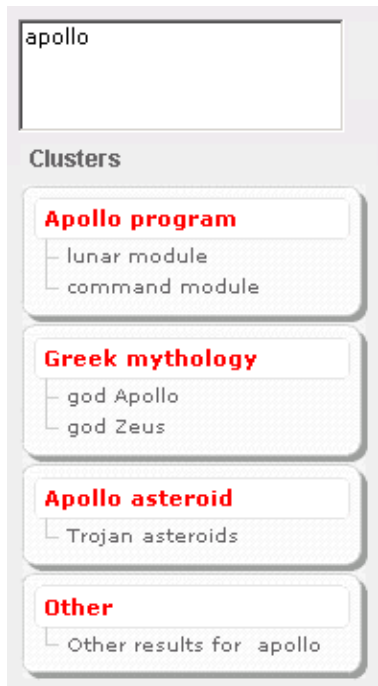 apollo
Clusters
Apollo program
lunar module
command module
Greek mythology
god Apollo
god Zeus
Apollo asteroid
Trojan asteroids
Other
Other results for apollo